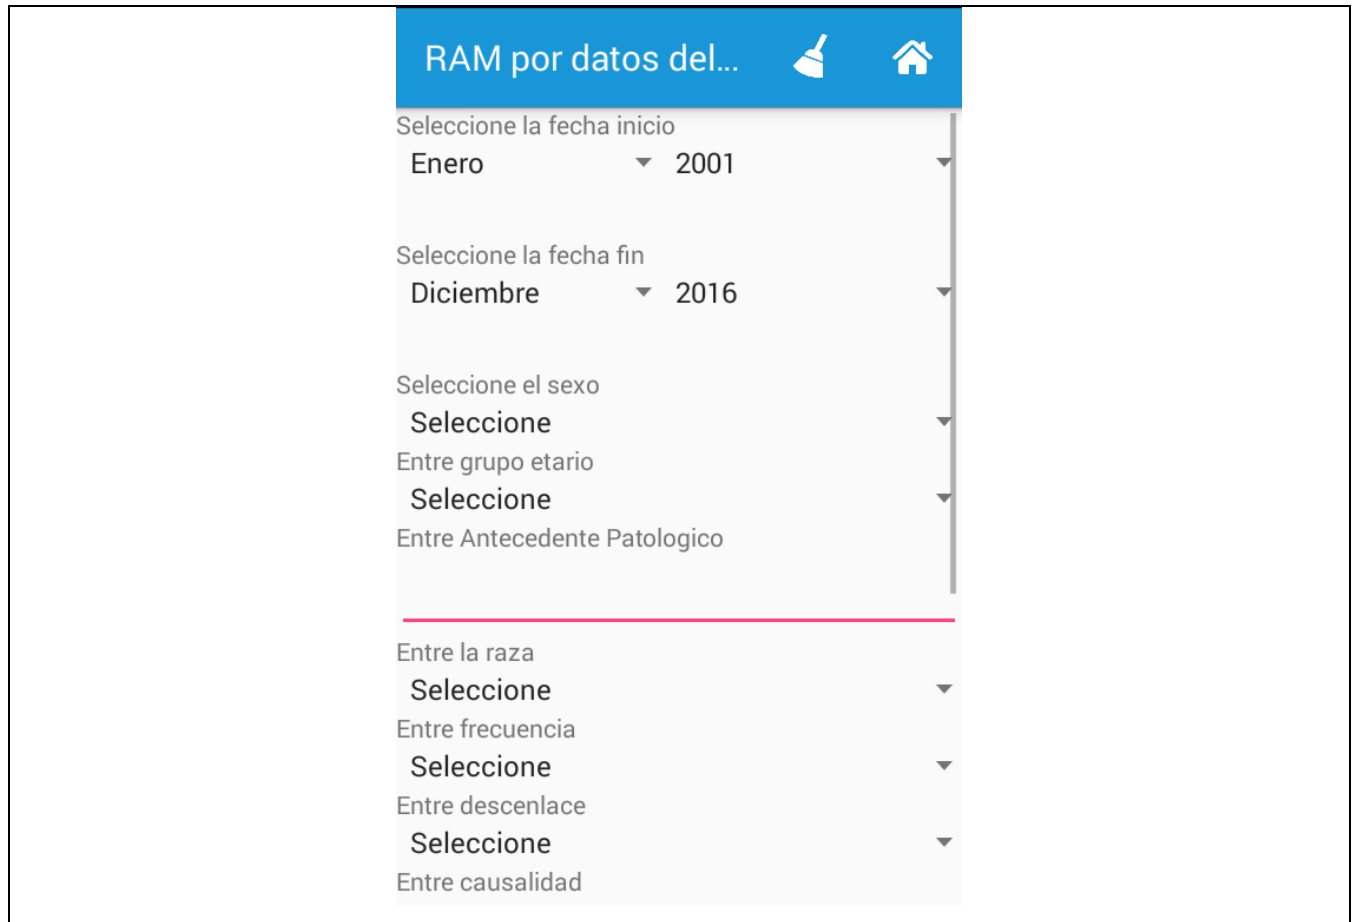 RAM por datos del...
Seleccione la fecha inicio
Enero 2001
Seleccione la fecha fin
Diciembre 2016
Seleccione el sexo
Seleccione
Entre grupo etario
Seleccione
Entre Antecedente Patologico
Entre la raza
Seleccione
Entre frecuencia
Seleccione
Entre descenlace
Seleccione
Entre causalidad